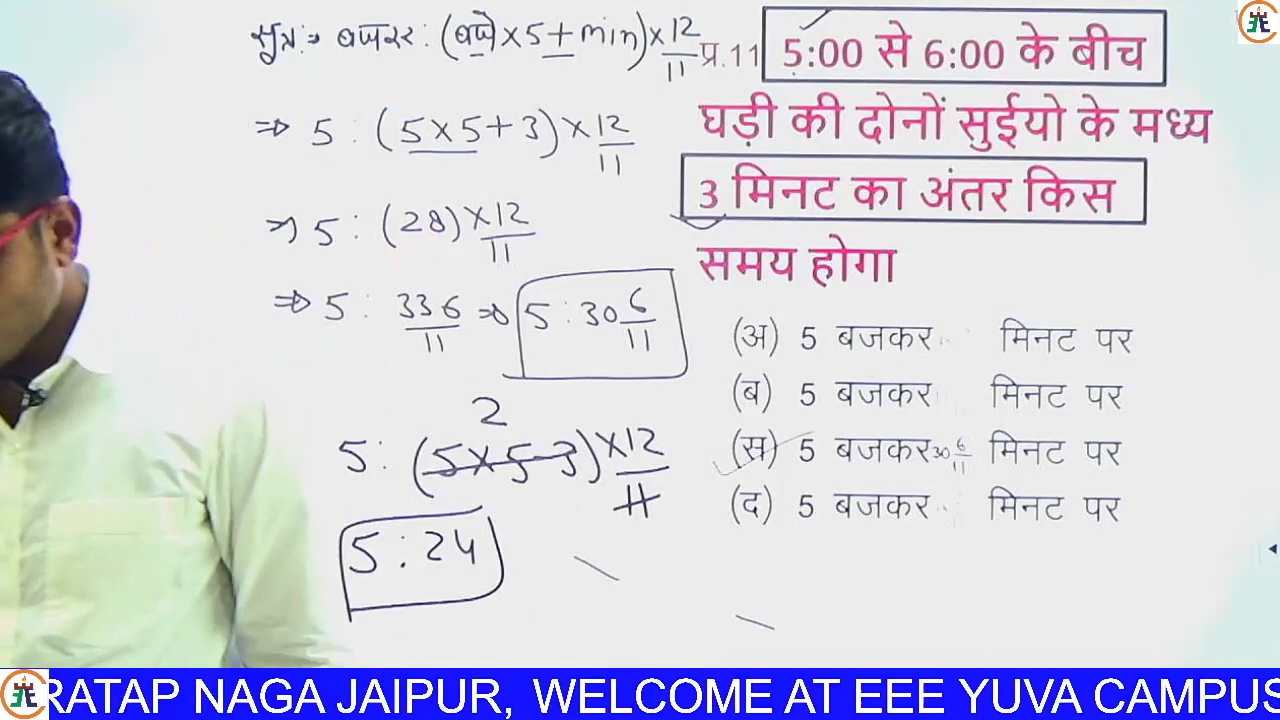 सूत्र:→ बजकर : (बजे×5±min)×12/11
⇒ 5 : (5×5+3)×12/11
⇒ 5 : (28)×12/11
⇒ 5 : 336/11 ⇒ 5 : 30 6/11
2
5 : (5×5-3)×12/11
5 : 24
प्र.11 5:00 से 6:00 के बीच
घड़ी की दोनों सुईयो के मध्य
3 मिनट का अंतर किस
समय होगा
(अ) 5 बजकर मिनट पर
(ब) 5 बजकर मिनट पर
(स) 5 बजकर 30 6/11 मिनट पर
(द) 5 बजकर मिनट पर
RATAP NAGA JAIPUR, WELCOME AT EEE YUVA CAMPUS